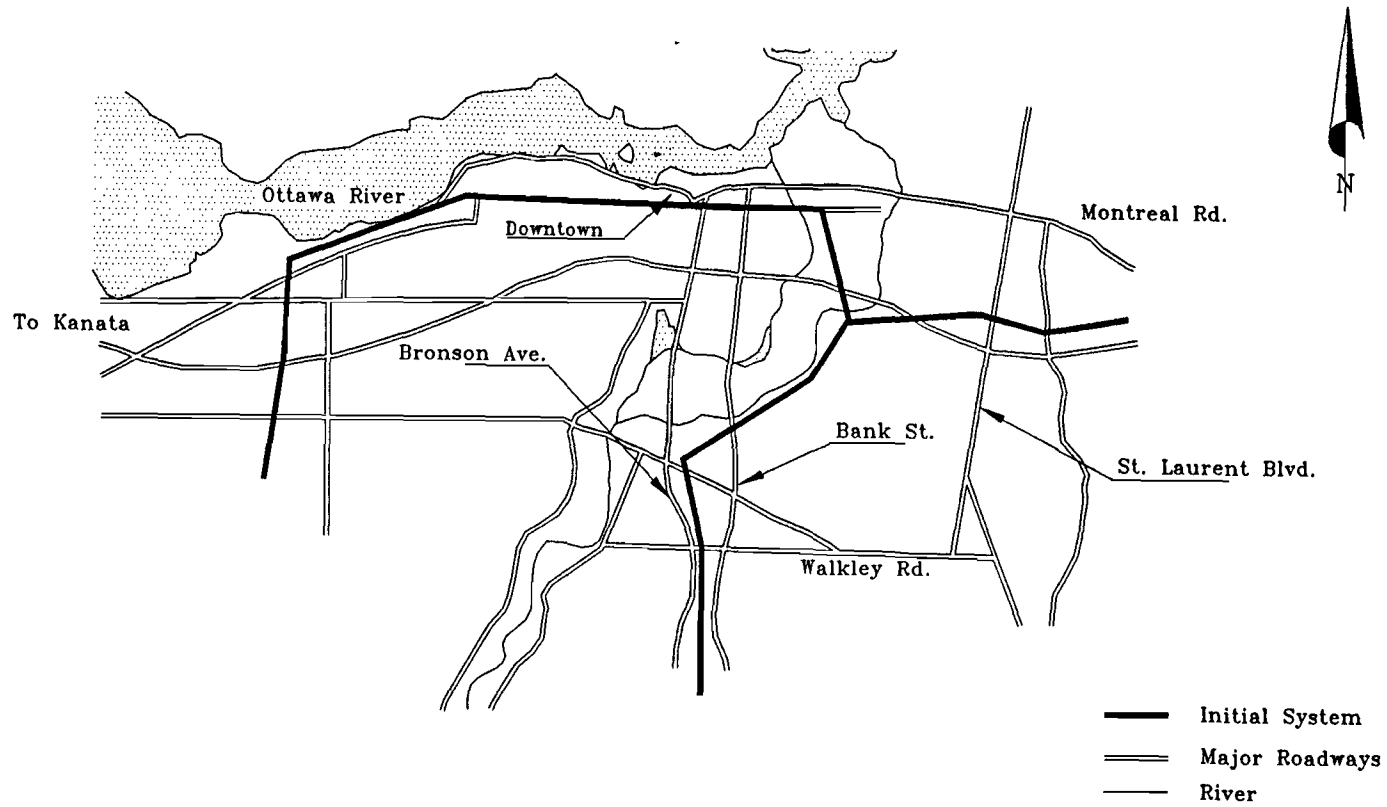 N
Ottawa River
Montreal Rd.
Downtown
To Kanata
Bronson Ave.
Bank St.
St. Laurent Blvd.
Walkley Rd.
Initial System
Major Roadways
River